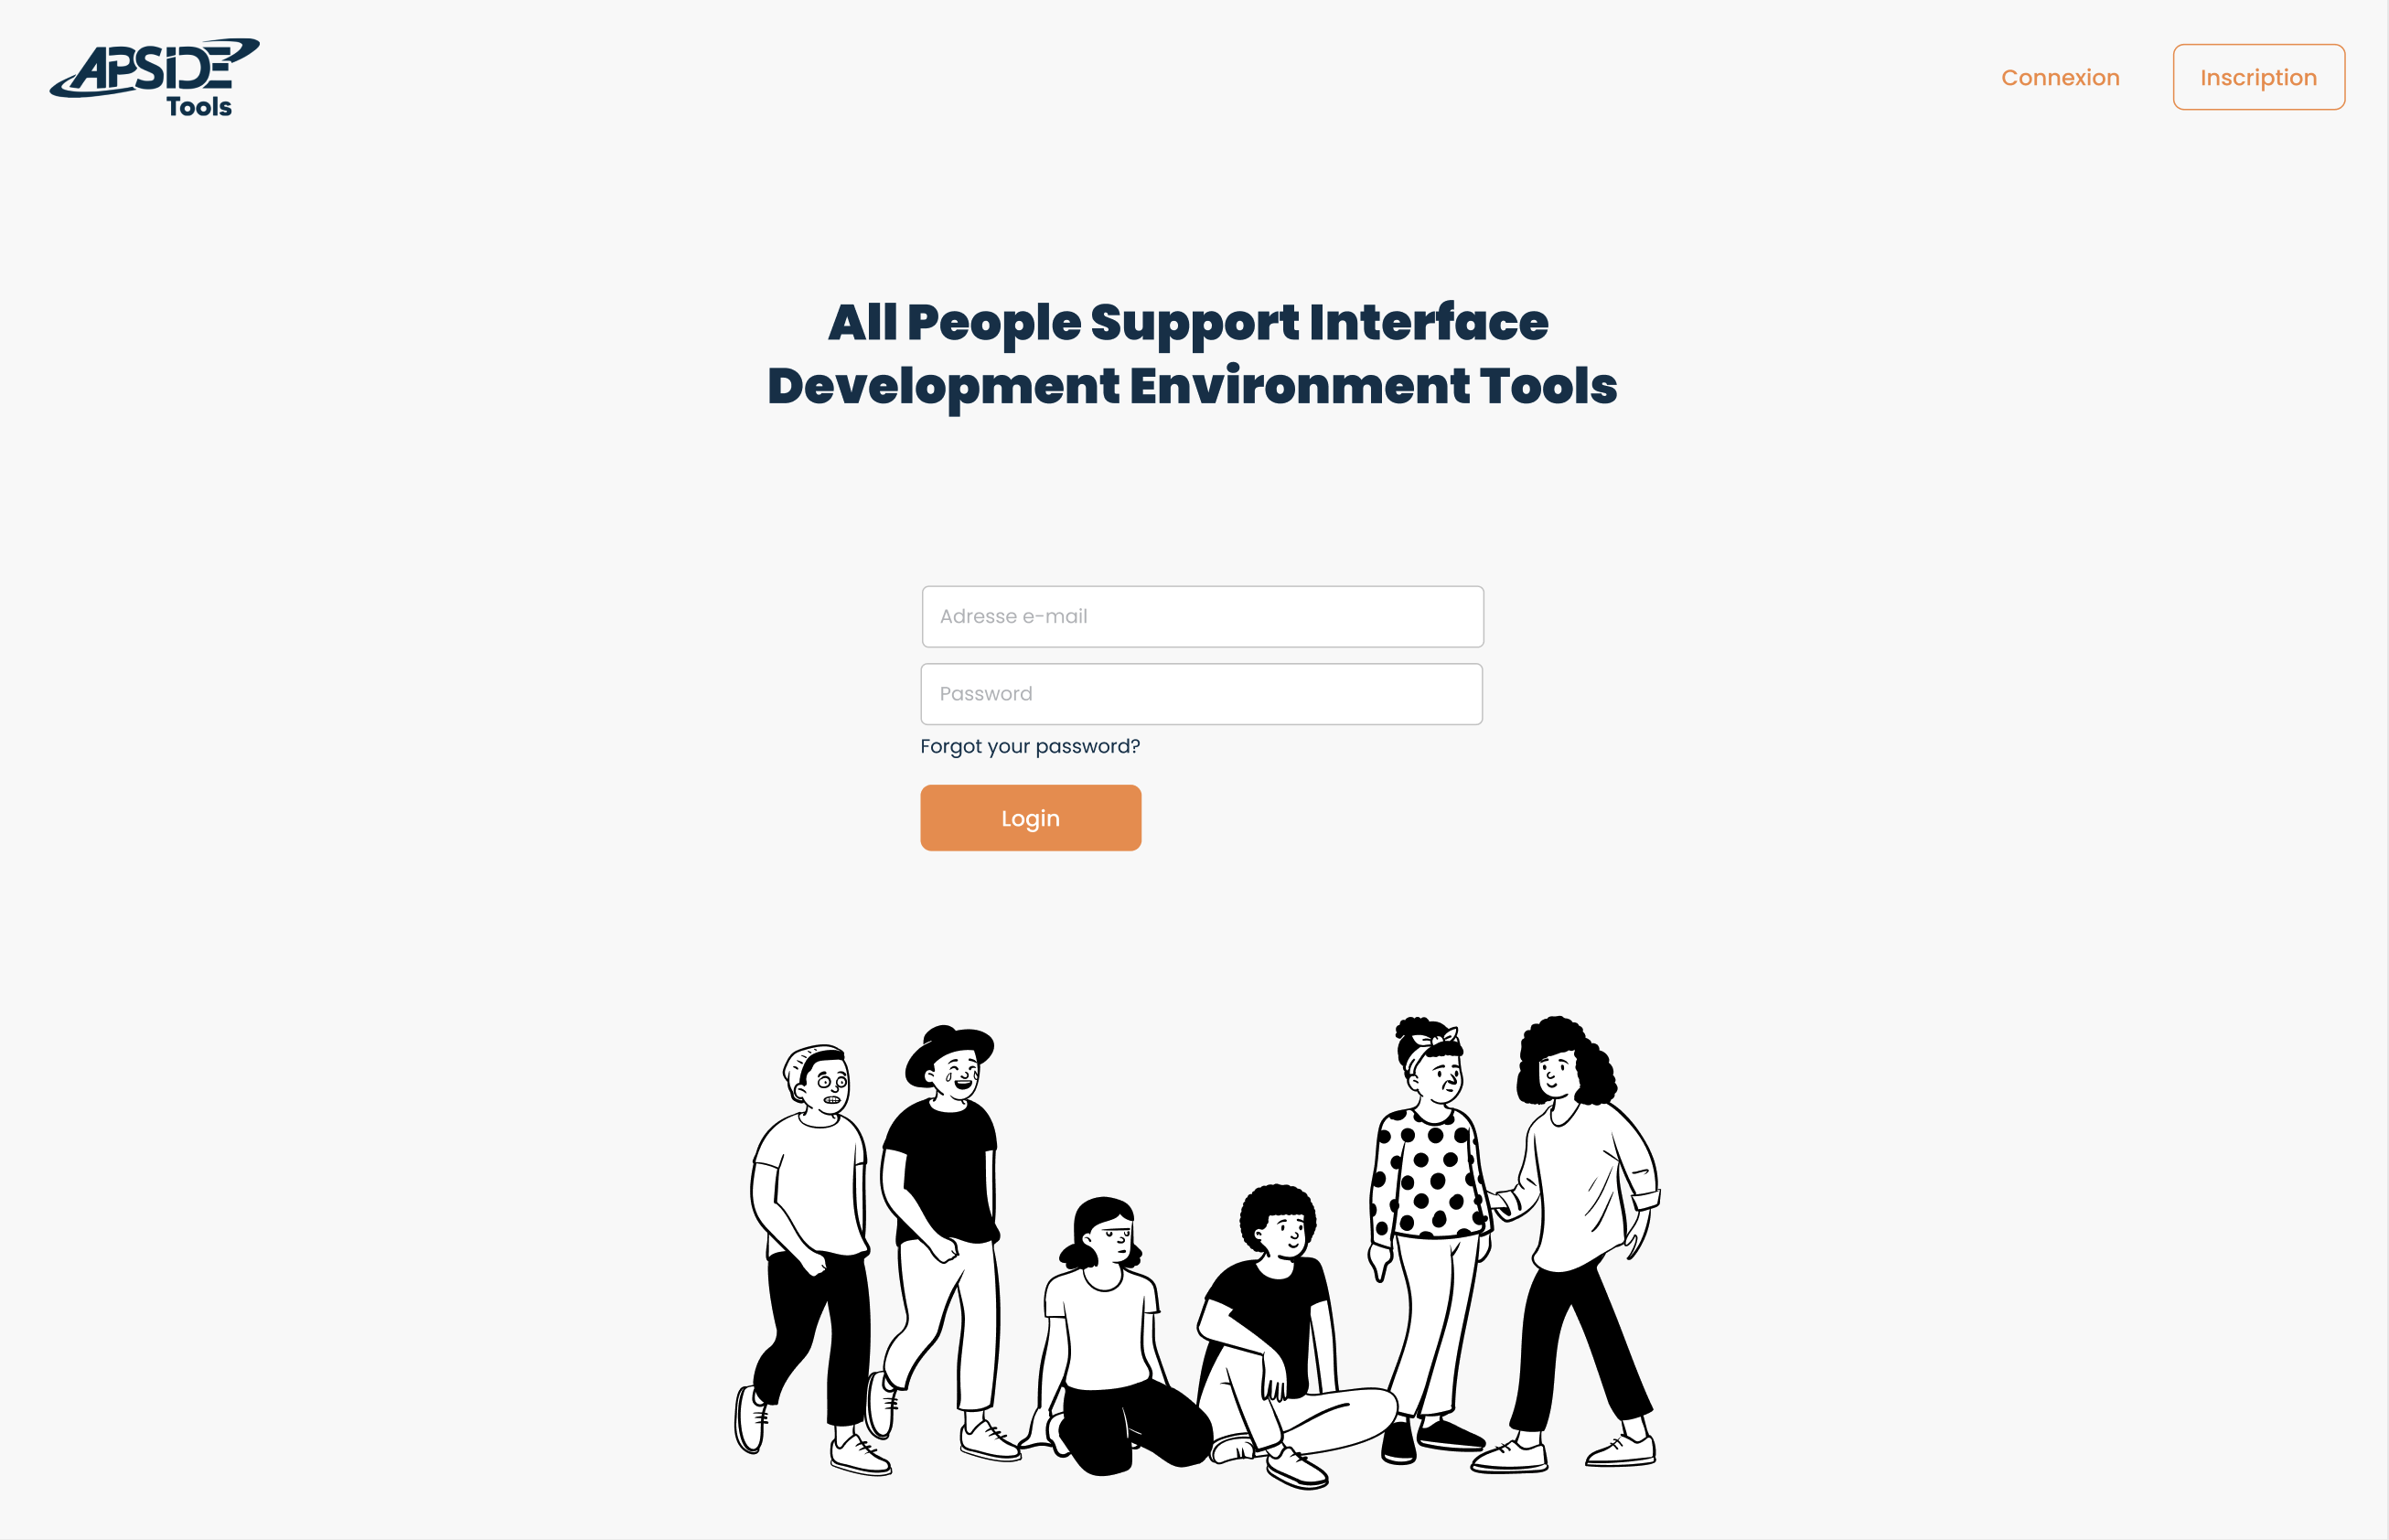 APSIDE
Tools
Connexion
Inscription
All People Support Interface
Development Environment Tools
Adresse e-mail
Password
Forgot your password?
Login